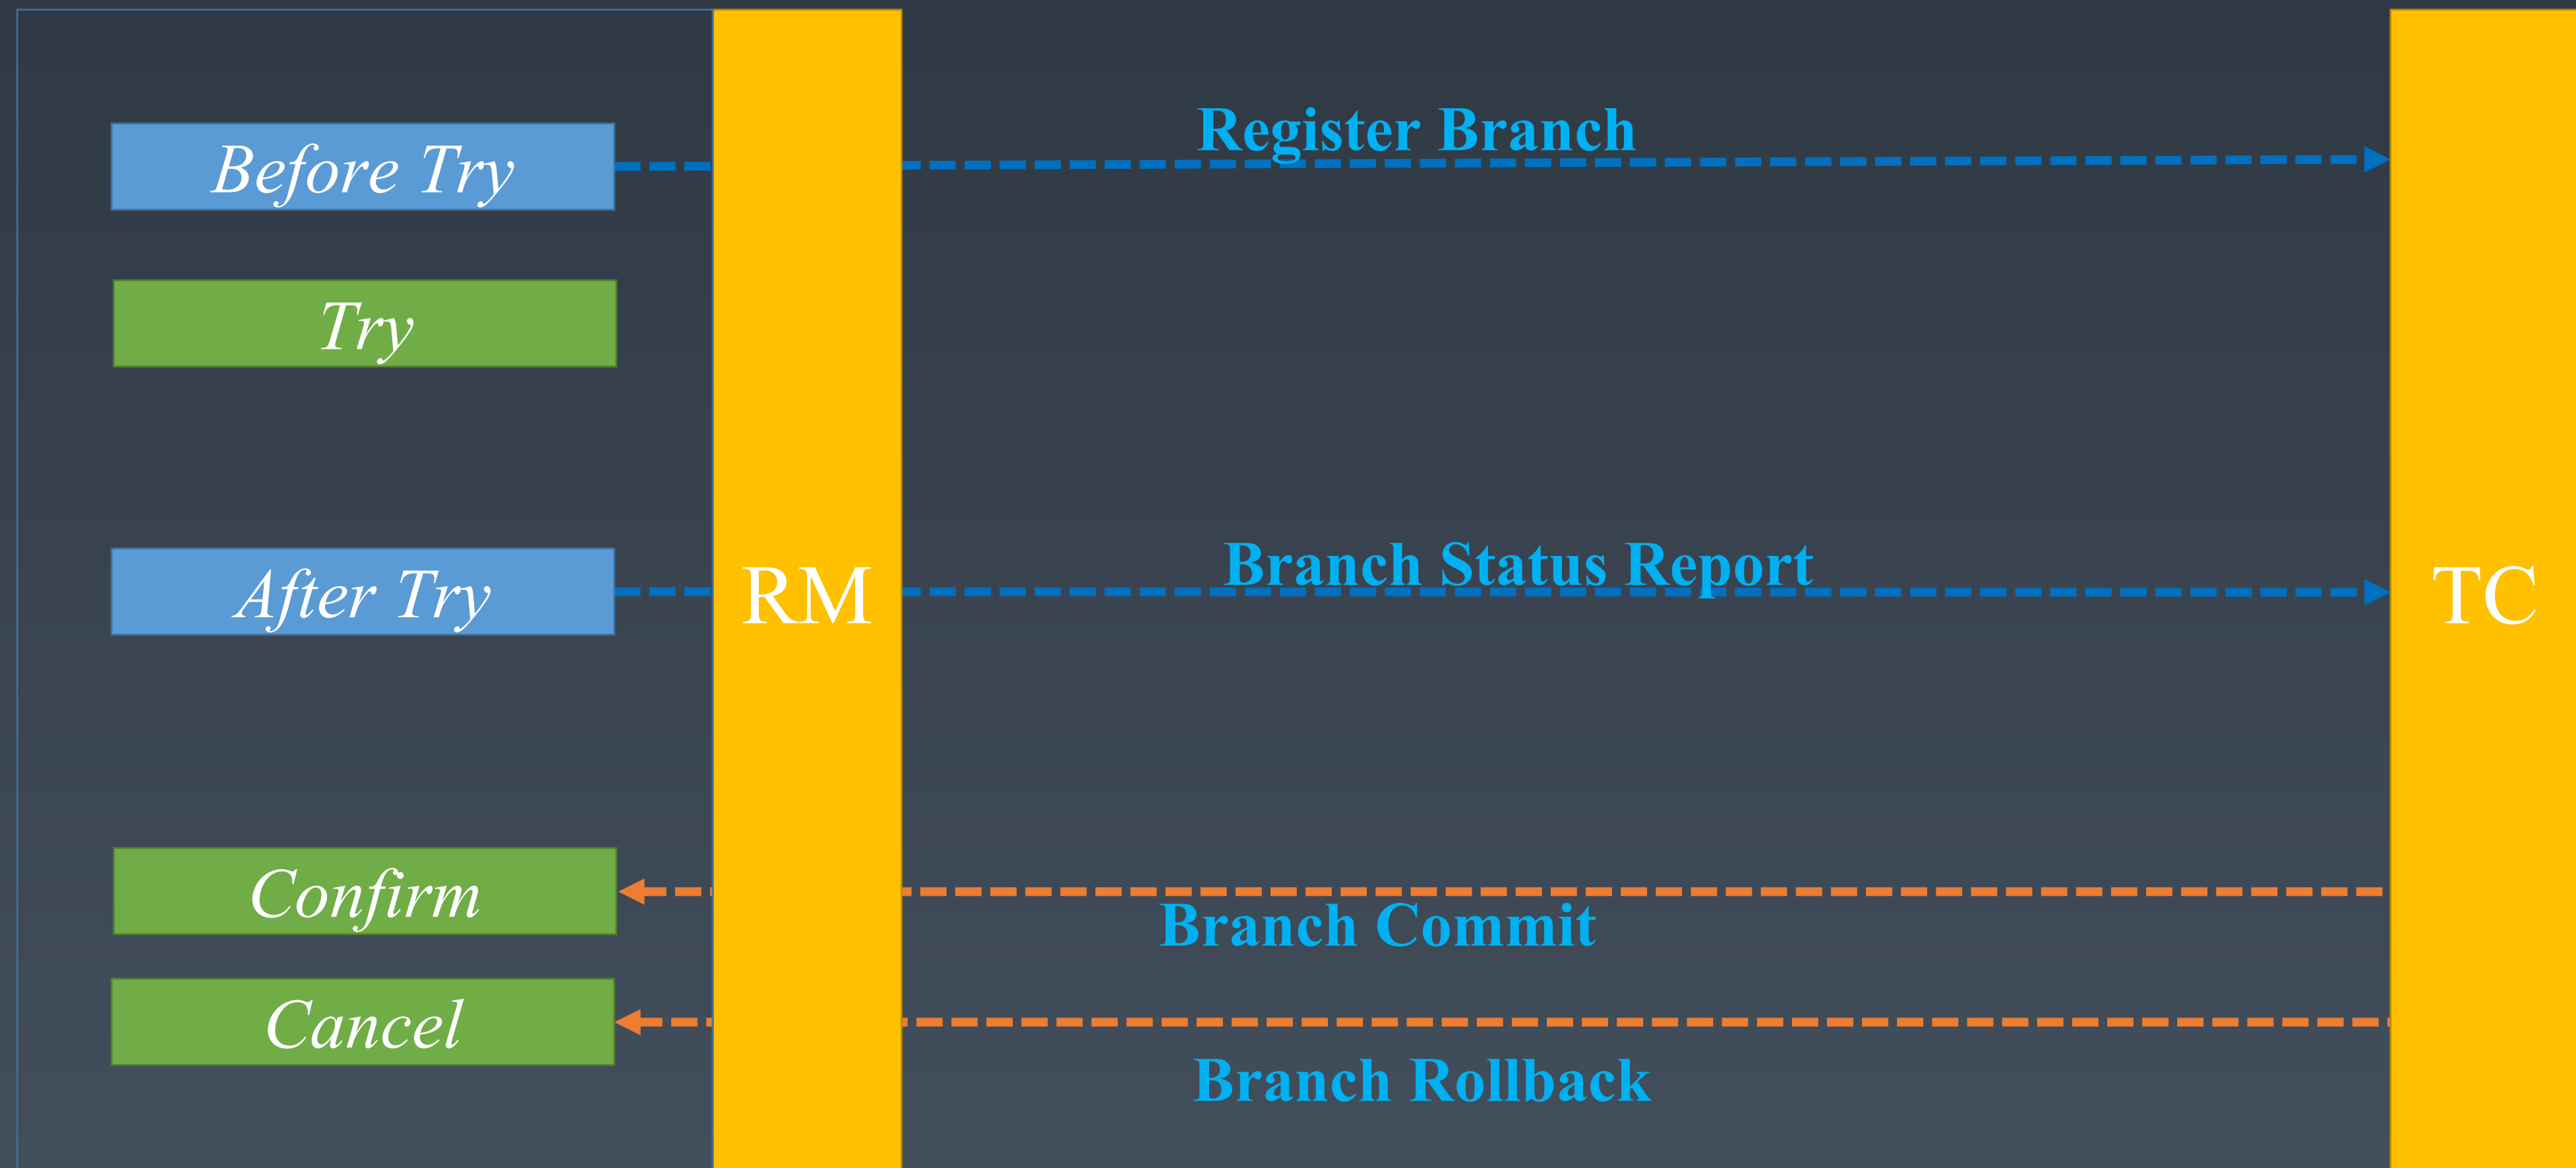 Register Branch
Before Try
Try
Branch Status Report
After Try
RM
TC
Confirm
Branch Commit
Cancel
Branch Rollback